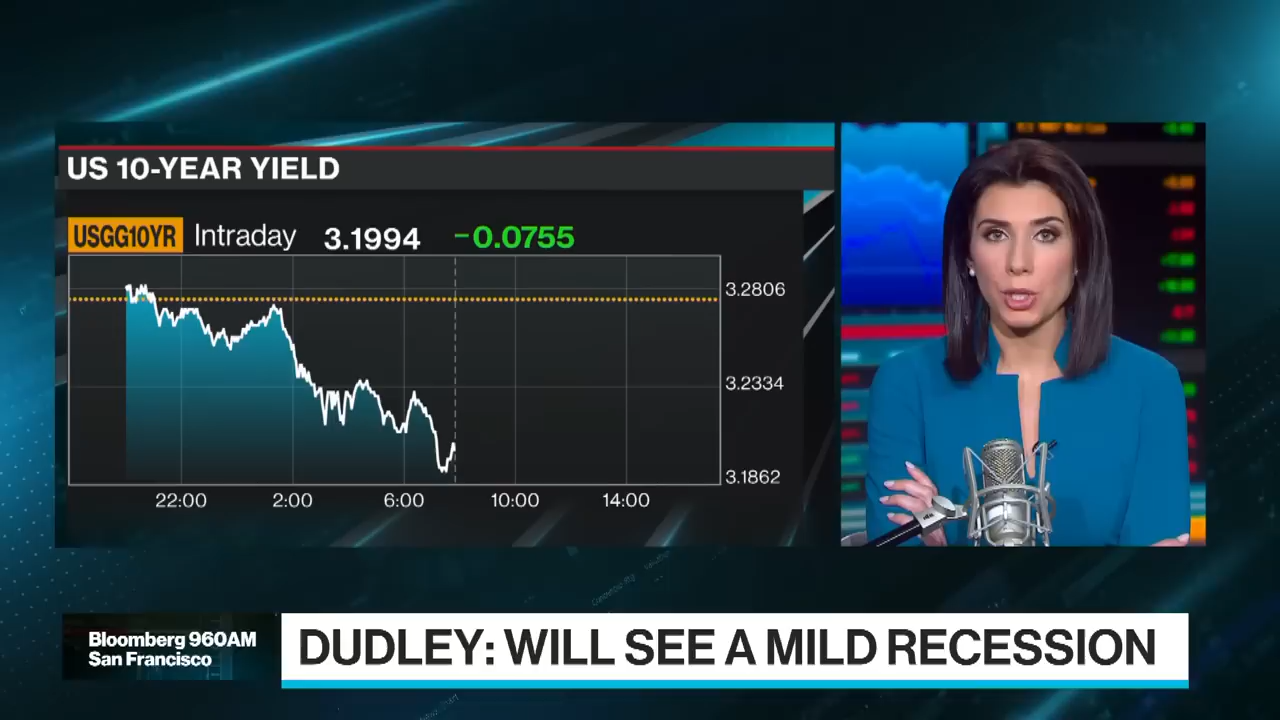 US 10-YEAR YIELD
USGG10YR Intraday 3.1994 -0.0755
3.2806
3.2334
3.1862
22:00 2:00 6:00 10:00 14:00
Bloomberg 960AM
San Francisco
DUDLEY: WILL SEE A MILD RECESSION